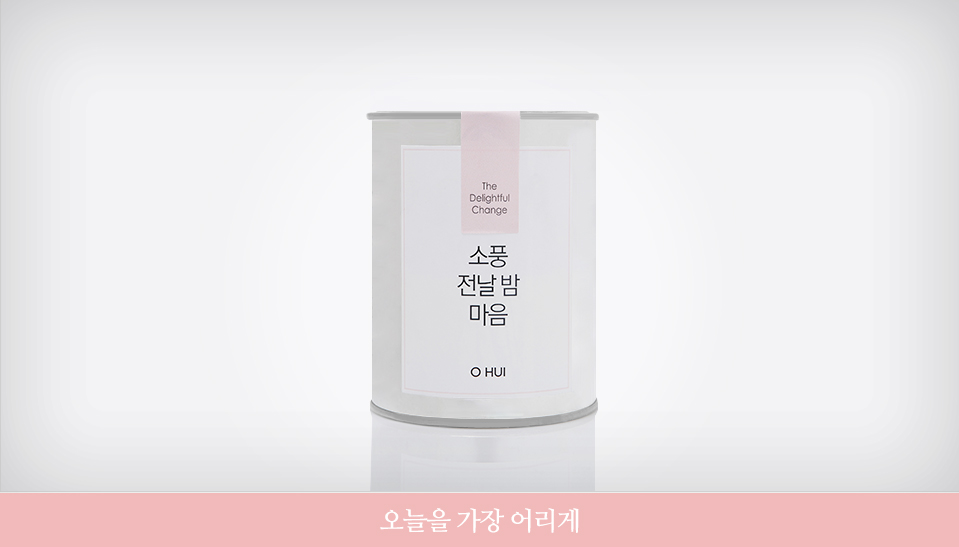 The
Delightful
Change
소풍
전날 밤
마음
O HUI
오늘을 가장 어리게